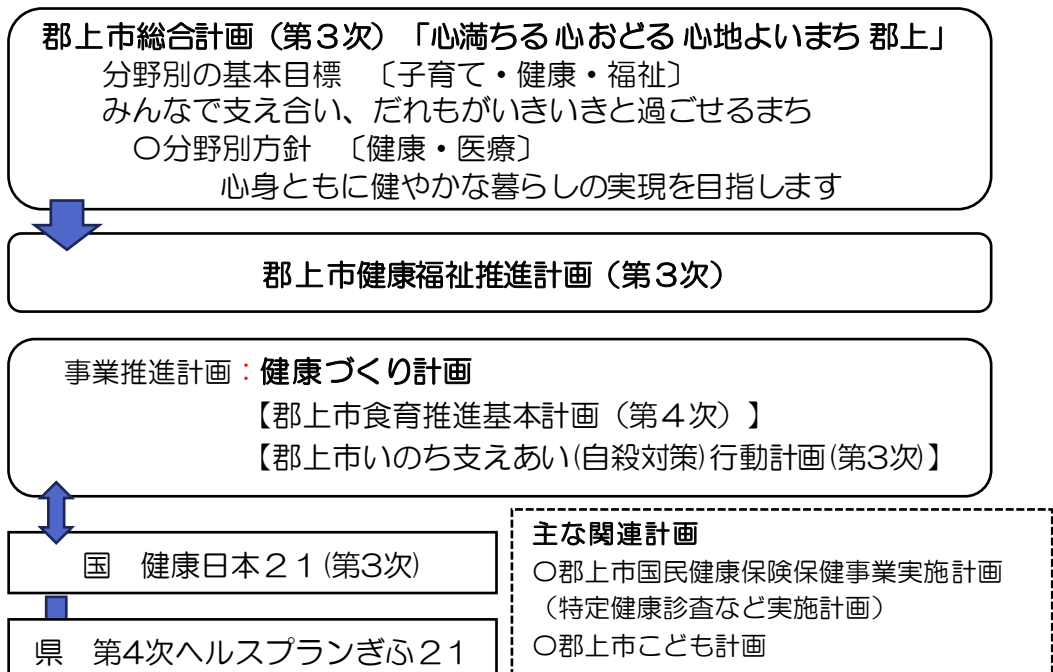 郡上市総合計画（第３次）「心満ちる 心おどる 心地よいまち 郡上」
分野別の基本目標　〔子育て・健康・福祉〕
みんなで支え合い、だれもがいきいきと過ごせるまち
〇分野別方針　〔健康・医療〕
心身ともに健やかな暮らしの実現を目指します
郡上市健康福祉推進計画（第３次）
事業推進計画：健康づくり計画
【郡上市食育推進基本計画（第４次）】
【郡上市いのち支えあい(自殺対策)行動計画(第3次)】
国　健康日本２１(第3次)
県　第4次ヘルスプランぎふ２１
主な関連計画
〇郡上市国民健康保険保健事業実施計画
（特定健康診査など実施計画）
〇郡上市こども計画